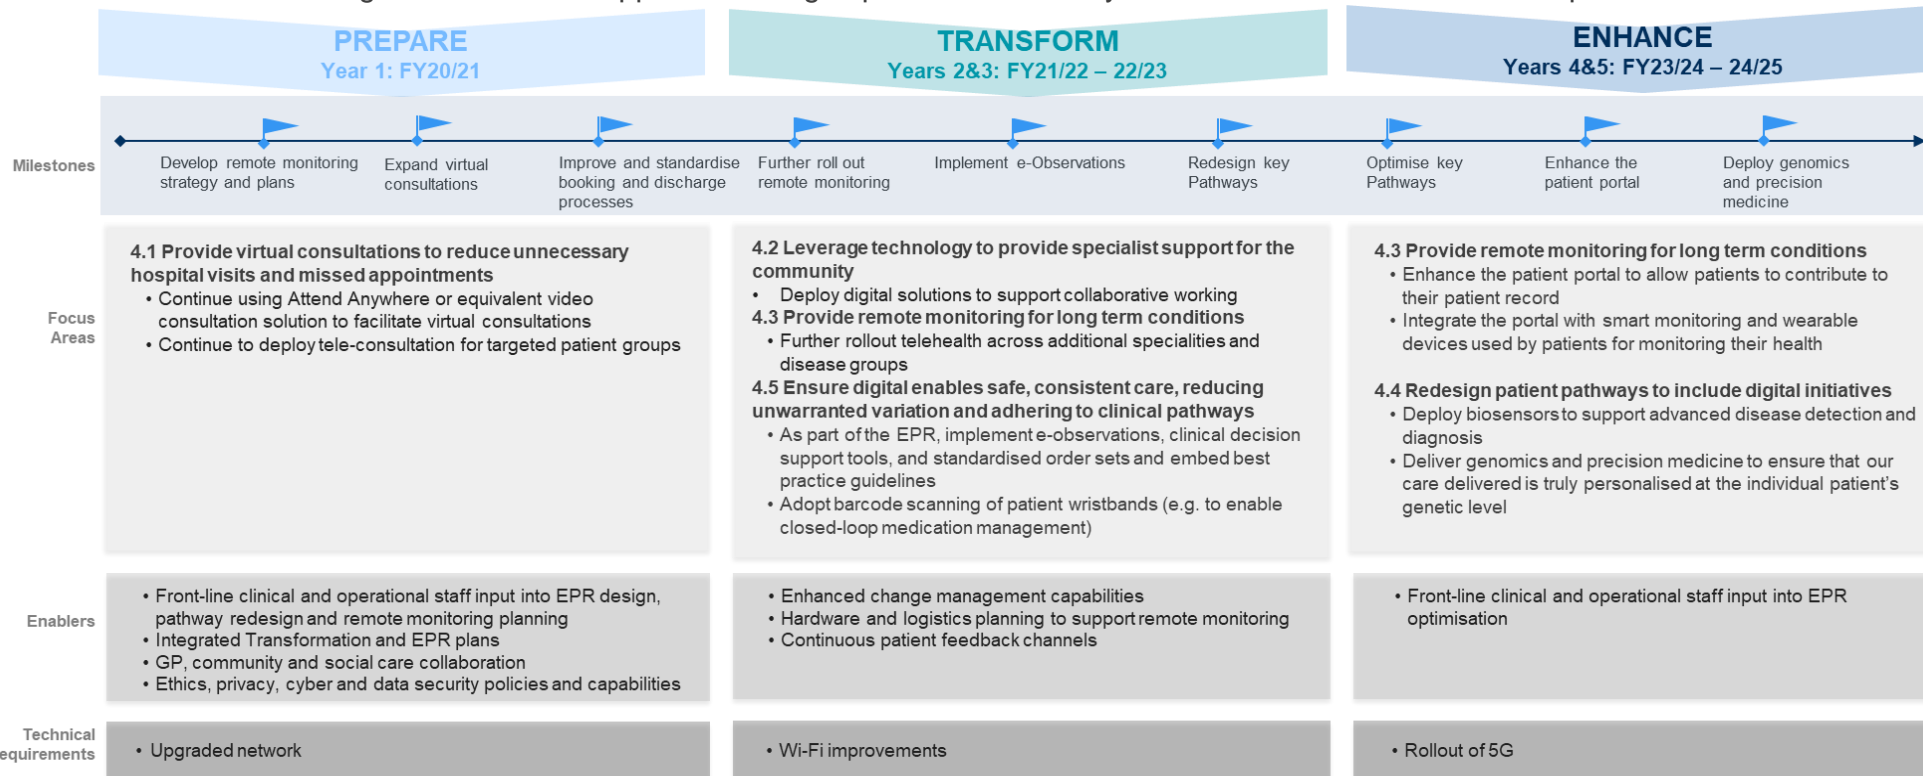 PREPARE
Year 1: FY20/21
TRANSFORM
Years 2&3: FY21/22 – 22/23
ENHANCE
Years 4&5: FY23/24 – 24/25
Milestones
Develop remote monitoring
strategy and plans
Expand virtual
consultations
Improve and standardise
booking and discharge
processes
Further roll out
remote monitoring
Implement e-Observations
Redesign key
Pathways
Optimise key
Pathways
Enhance the
patient portal
Deploy genomics
and precision
medicine
Focus
Areas
4.1 Provide virtual consultations to reduce unnecessary
hospital visits and missed appointments
• Continue using Attend Anywhere or equivalent video
consultation solution to facilitate virtual consultations
• Continue to deploy tele-consultation for targeted patient groups
4.2 Leverage technology to provide specialist support for the
community
• Deploy digital solutions to support collaborative working
4.3 Provide remote monitoring for long term conditions
• Further rollout telehealth across additional specialities and
disease groups
4.5 Ensure digital enables safe, consistent care, reducing
unwarranted variation and adhering to clinical pathways
• As part of the EPR, implement e-observations, clinical decision
support tools, and standardised order sets and embed best
practice guidelines
• Adopt barcode scanning of patient wristbands (e.g. to enable
closed-loop medication management)
4.3 Provide remote monitoring for long term conditions
• Enhance the patient portal to allow patients to contribute to
their patient record
• Integrate the portal with smart monitoring and wearable
devices used by patients for monitoring their health
4.4 Redesign patient pathways to include digital initiatives
• Deploy biosensors to support advanced disease detection and
diagnosis
• Deliver genomics and precision medicine to ensure that our
care delivered is truly personalised at the individual patient's
genetic level
Enablers
• Front-line clinical and operational staff input into EPR design,
pathway redesign and remote monitoring planning
• Integrated Transformation and EPR plans
• GP, community and social care collaboration
• Ethics, privacy, cyber and data security policies and capabilities
• Enhanced change management capabilities
• Hardware and logistics planning to support remote monitoring
• Continuous patient feedback channels
• Front-line clinical and operational staff input into EPR
optimisation
Technical
equirements
• Upgraded network
• Wi-Fi improvements
• Rollout of 5G